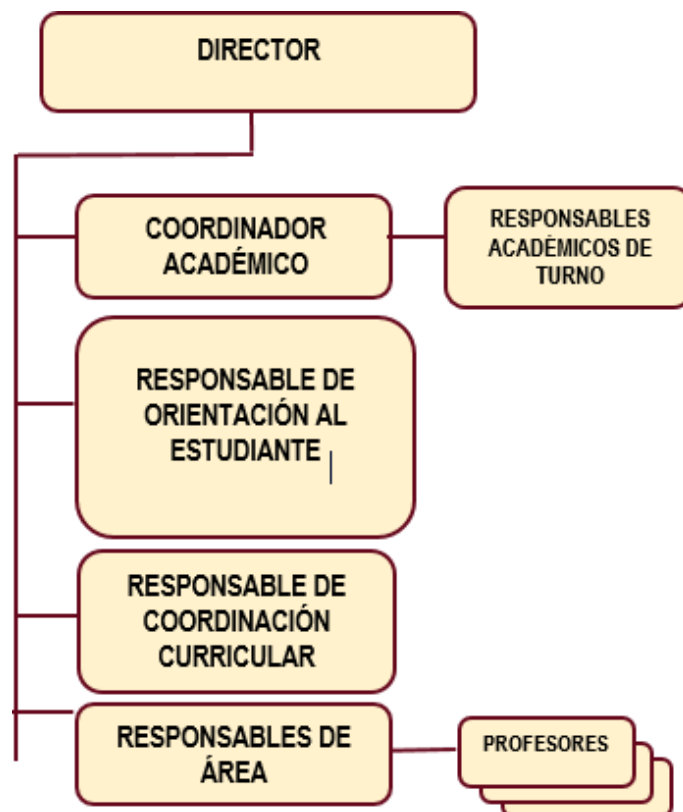 DIRECTOR
COORDINADOR
ACADÉMICO
RESPONSABLES
ACADÉMICOS DE
TURNO
RESPONSABLE DE
ORIENTACIÓN AL
ESTUDIANTE
RESPONSABLE DE
COORDINACIÓN
CURRICULAR
RESPONSABLES DE
ÁREA
PROFESORES